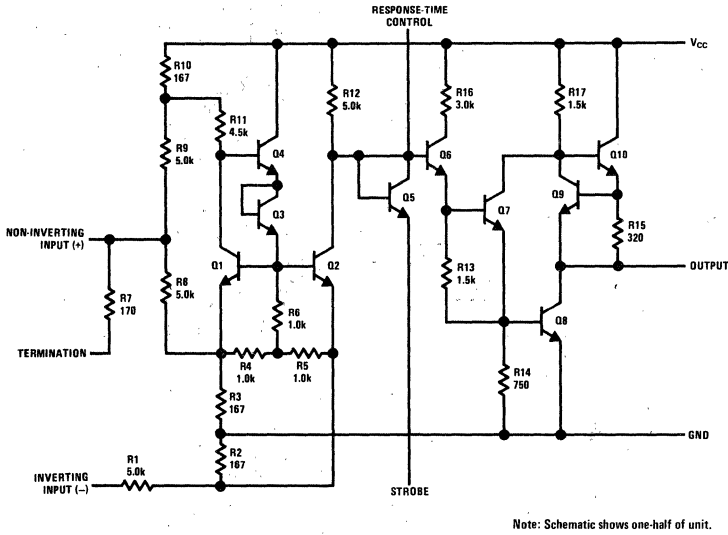 RESPONSE-TIME
CONTROL
VCC
R10
167
R12
5.0k
R16
3.0k
R17
1.5k
R11
4.5k
R9
5.0k
Q4
Q6
Q10
Q3
Q5
Q7
Q9
R15
320
NON-INVERTING
INPUT (+)
Q1
Q2
R13
1.5k
OUTPUT
R8
5.0k
R7
170
R6
1.0k
Q8
TERMINATION
R4
1.0k
R5
1.0k
R14
750
R3
167
GND
R2
167
R1
5.0k
INVERTING
INPUT (–)
STROBE
Note: Schematic shows one-half of unit.